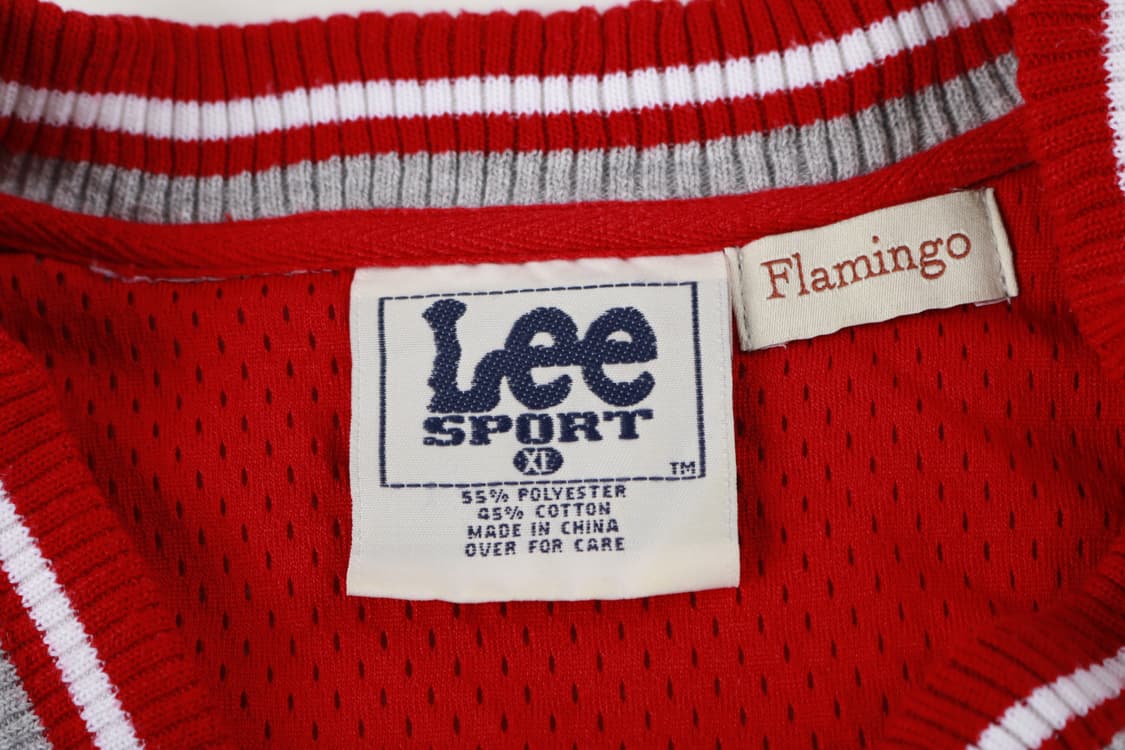 Lee
SPORT
XL
TM
55% POLYESTER
45% COTTON
MADE IN CHINA
OVER FOR CARE
Flamingo